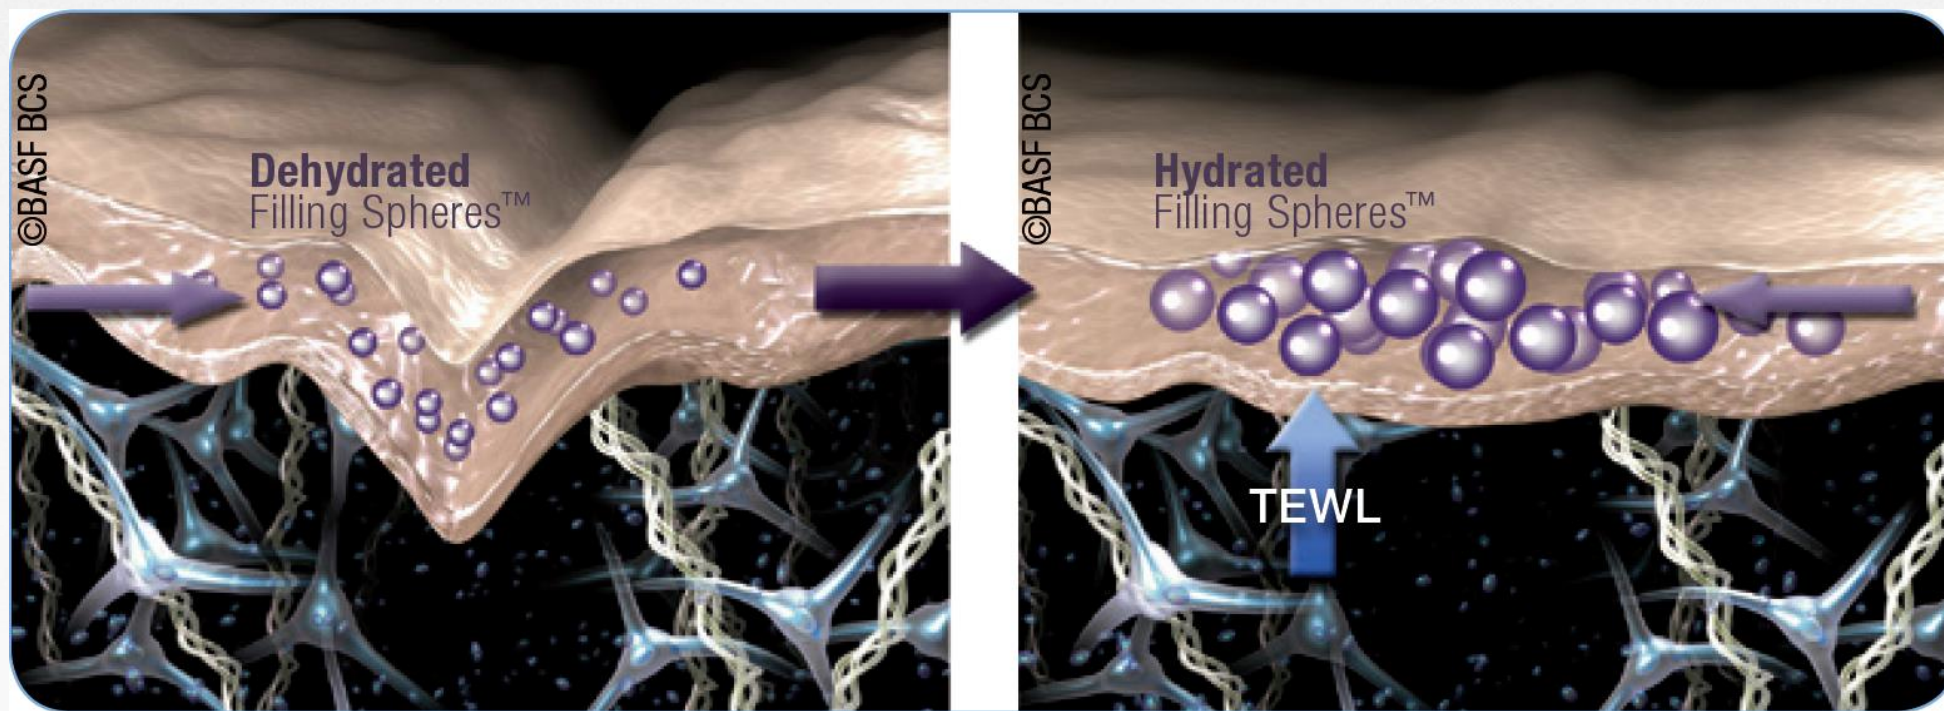 ©BASF BCS
Dehydrated
Filling Spheres™
©BASF BCS
Hydrated
Filling Spheres™
TEWL